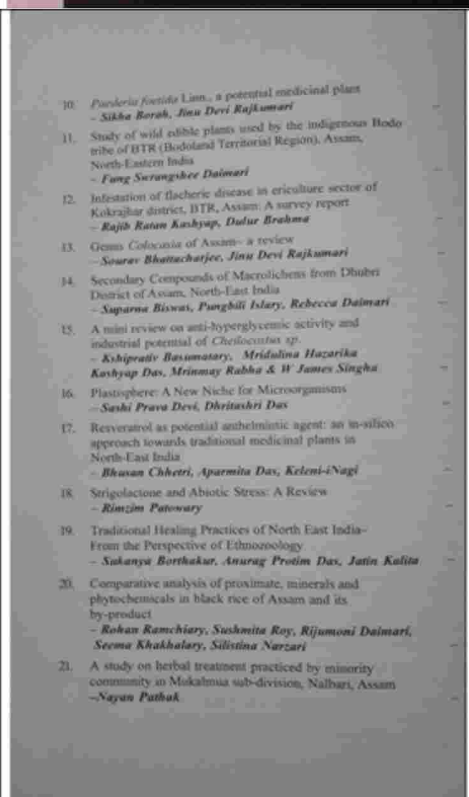 10. Paederia foetida Linn., a potential medicinal plant
– Sikha Borah, Jinu Devi Rajkumari
11. Study of wild edible plants used by the indigenous Bodo
tribe of BTR (Bodoland Territorial Region), Assam,
North-Eastern India
– Fung Swrangshee Daimari
12. Infestation of flacherie disease in ericulture sector of
Kokrajhar district, BTR, Assam: A survey report
– Rajib Ratan Kashyap, Dulur Brahma
13. Genus Colocasia of Assam– a review
– Sourav Bhattacharjee, Jinu Devi Rajkumari
14. Secondary Compounds of Macrolichens from Dhubri
District of Assam, North-East India
– Suparna Biswas, Pungbili Islary, Rebecca Daimari
15. A mini review on anti-hyperglycemic activity and
industrial potential of Cheilocustus sp.
– Kshiprativ Basumatary, Mridulina Hazarika
Kashyap Das, Mrinmay Rabha & W James Singha
16. Plastisphere: A New Niche for Microorganisms
– Sashi Prava Devi, Dhritashri Das
17. Resveratrol as potential anthelmintic agent: an in-silico
approach towards traditional medicinal plants in
North-East India
– Bhusan Chhetri, Aparmita Das, Keleni-iNagi
18. Strigolactone and Abiotic Stress: A Review
– Rimzim Patowary
19. Traditional Healing Practices of North East India–
From the Perspective of Ethnozoology
– Sukanya Borthakur, Anurag Protim Das, Jatin Kalita
20. Comparative analysis of proximate, minerals and
phytochemicals in black rice of Assam and its
by-product
– Rohan Ramchiary, Sushmita Roy, Rijumoni Daimari,
Seema Khakhalary, Silistina Narzari
21. A study on herbal treatment practiced by minority
community in Mukalmua sub-division, Nalbari, Assam
–Nayan Pathak